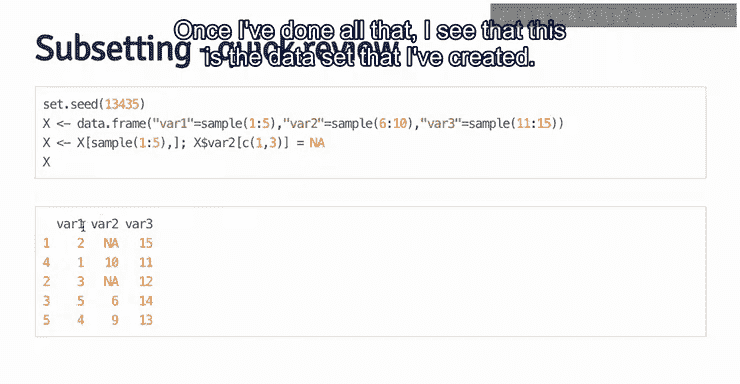 Once I've done all that, I see that this
is the data set that I've created.
Subsetting - quick review
set.seed(13435)
X <- data.frame("var1"=sample(1:5),"var2"=sample(6:10),"var3"=sample(11:15))
X <- X[sample(1:5),]; X$var2[c(1,3)] = NA
X
var1 var2 var3
1 2 NA 15
4 1 10 11
2 3 NA 12
3 5 6 14
5 4 9 13